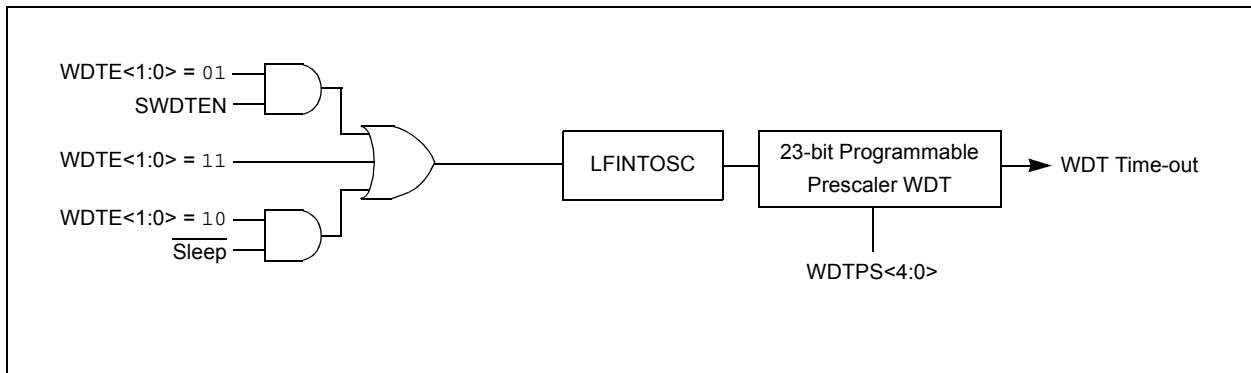 WDTE<1:0> = 01
SWDTEN
WDTE<1:0> = 11
WDTE<1:0> = 10
Sleep
LFINTOSC
23-bit Programmable
Prescaler WDT
WDT Time-out
WDTPS<4:0>